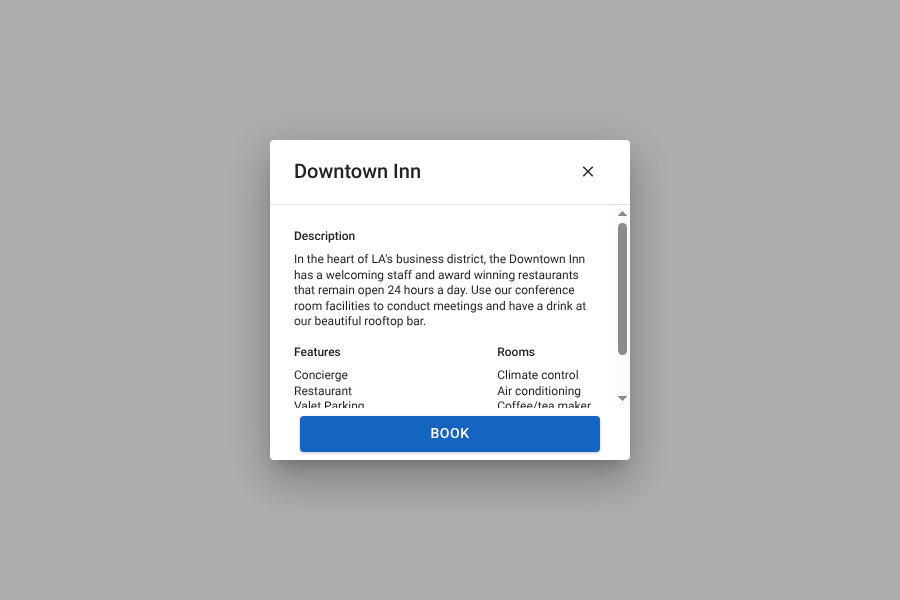 Downtown Inn
Description
In the heart of LA's business district, the Downtown Inn
has a welcoming staff and award winning restaurants
that remain open 24 hours a day. Use our conference
room facilities to conduct meetings and have a drink at
our beautiful rooftop bar.
Features
Concierge
Restaurant
Valet Parking
Rooms
Climate control
Air conditioning
Coffee/tea maker
BOOK